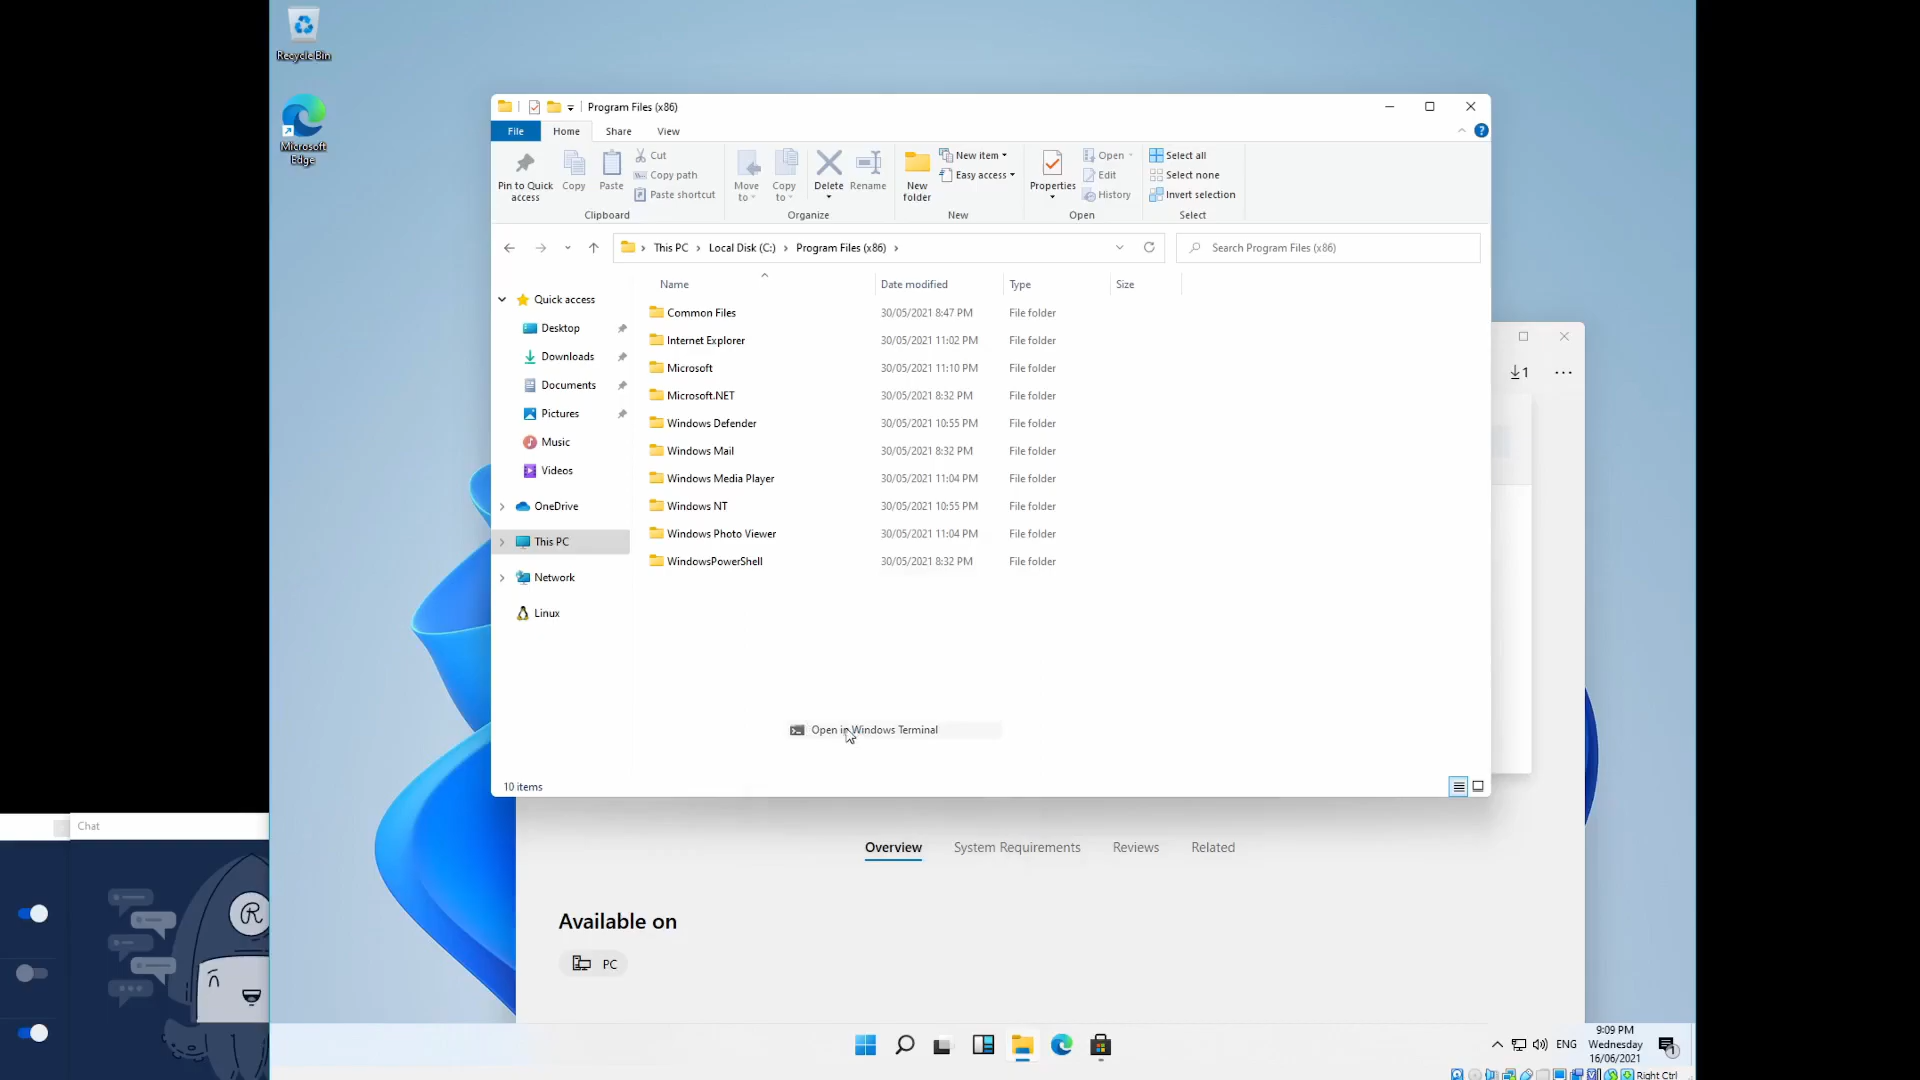 Recycle Bin
Microsoft
Edge
Program Files (x86)
File Home Share View
Pin to Quick
access
Copy
Paste
Cut
Copy path
Paste shortcut
Clipboard
Move
to
Copy
to
Delete
Rename
Organize
New
folder
New item
Easy access
New
Properties
Open
Edit
History
Open
Select all
Select none
Invert selection
Select
This PC > Local Disk (C:) > Program Files (x86) >
Search Program Files (x86)
Name Date modified Type Size
Quick access
Desktop
Downloads
Documents
Pictures
Music
Videos
OneDrive
This PC
Network
Linux
Common Files 30/05/2021 8:47 PM File folder
Internet Explorer 30/05/2021 11:02 PM File folder
Microsoft 30/05/2021 11:10 PM File folder
Microsoft.NET 30/05/2021 8:32 PM File folder
Windows Defender 30/05/2021 10:55 PM File folder
Windows Mail 30/05/2021 8:32 PM File folder
Windows Media Player 30/05/2021 11:04 PM File folder
Windows NT 30/05/2021 10:55 PM File folder
Windows Photo Viewer 30/05/2021 11:04 PM File folder
WindowsPowerShell 30/05/2021 8:32 PM File folder
Open in Windows Terminal
10 items
1
Overview System Requirements Reviews Related
Available on
PC
Chat
R
ENG
9:09 PM
Wednesday
16/06/2021
1
Right Ctrl